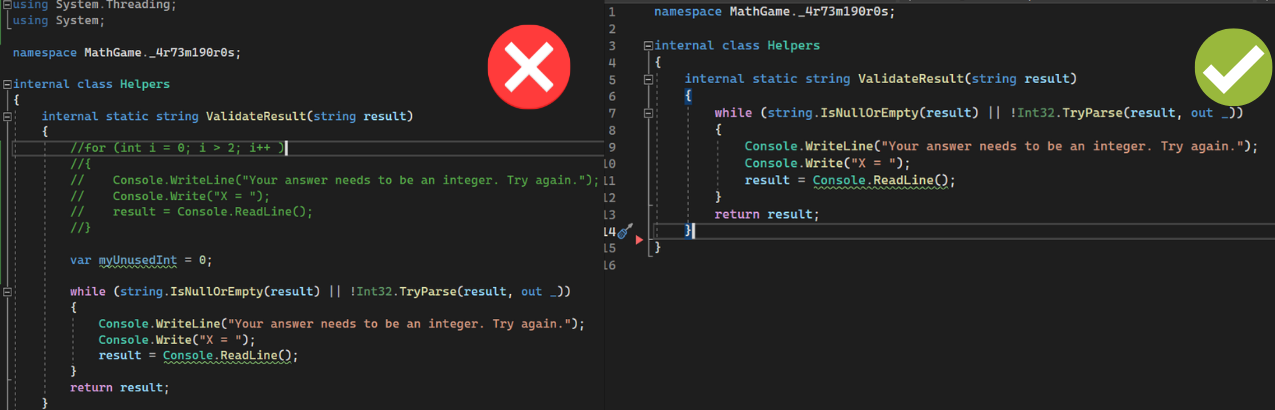 using System.Threading;
using System;
namespace MathGame._4r73m190r0s;
internal class Helpers
{
internal static string ValidateResult(string result)
{
//for (int i = 0; i > 2; i++ )
//{
//    Console.WriteLine("Your answer needs to be an integer. Try again.");
//    Console.Write("X = ");
//    result = Console.ReadLine();
//}
var myUnusedInt = 0;
while (string.IsNullOrEmpty(result) || !Int32.TryParse(result, out _))
{
Console.WriteLine("Your answer needs to be an integer. Try again.");
Console.Write("X = ");
result = Console.ReadLine();
}
return result;
}
1 namespace MathGame._4r73m190r0s;
2
3 internal class Helpers
4 {
5 internal static string ValidateResult(string result)
6 {
7 while (string.IsNullOrEmpty(result) || !Int32.TryParse(result, out _))
8 {
9 Console.WriteLine("Your answer needs to be an integer. Try again.");
10 Console.Write("X = ");
11 result = Console.ReadLine();
12 }
13 return result;
14 }
15 }
16